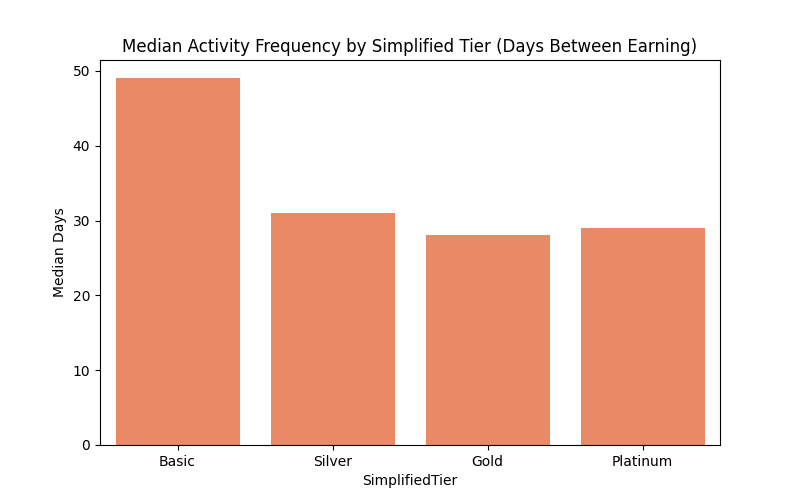 Median Activity Frequency by Simplified Tier (Days Between Earning)
50
40
30
20
10
0
Median Days
Basic
Silver
Gold
Platinum
SimplifiedTier